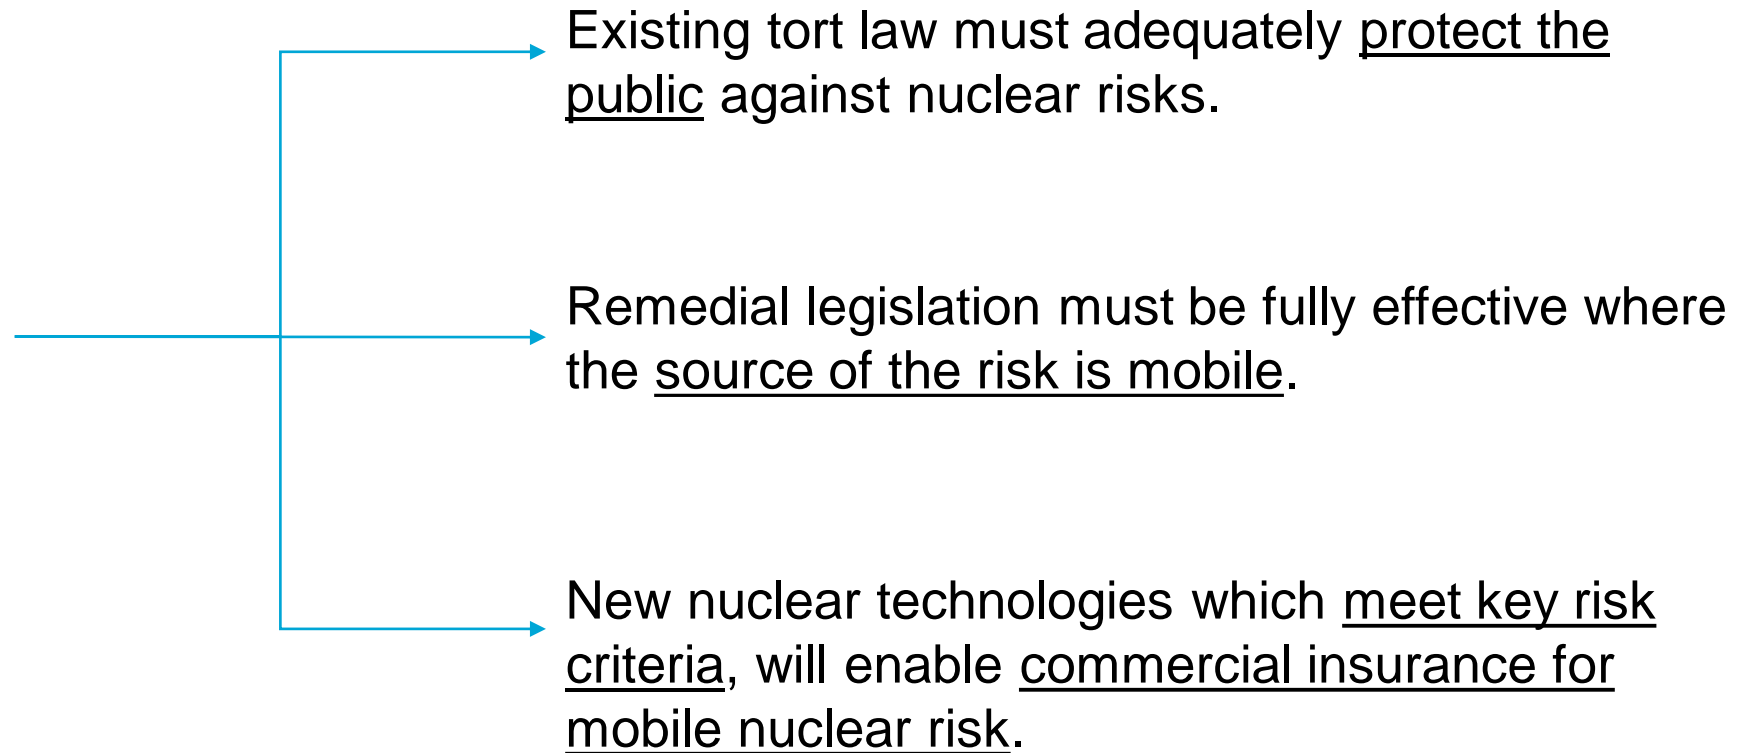 Existing tort law must adequately protect the
public against nuclear risks.
Remedial legislation must be fully effective where
the source of the risk is mobile.
New nuclear technologies which meet key risk
criteria, will enable commercial insurance for
mobile nuclear risk.